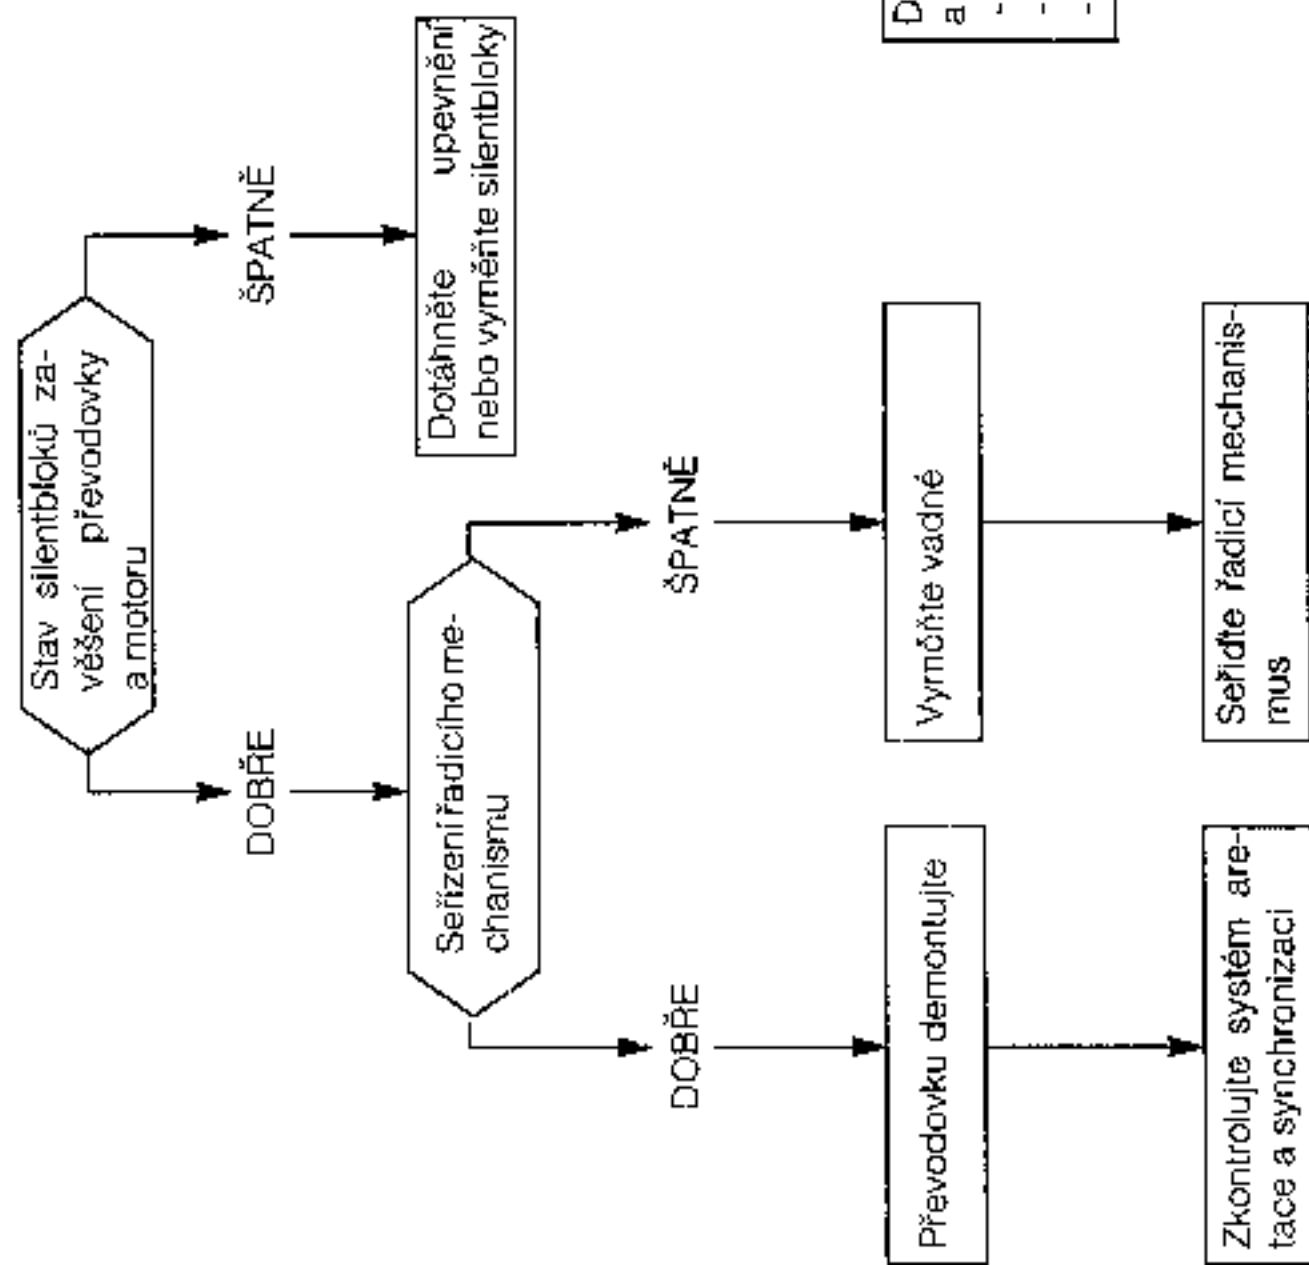 Stav silentbloků za-
věšení převodovky
a motoru
DOBŘE
ŠPATNĚ
Dotáhněte upevnění
nebo vyměňte silentbloky
Seřízení řadicího me-
chanismu
DOBŘE
ŠPATNĚ
Převodovku demontujte
Vyměňte vadné
Zkontrolujte systém are-
tace a synchronizaci
Seřiďte řadicí mechanis-
mus
D
a
-
-
-